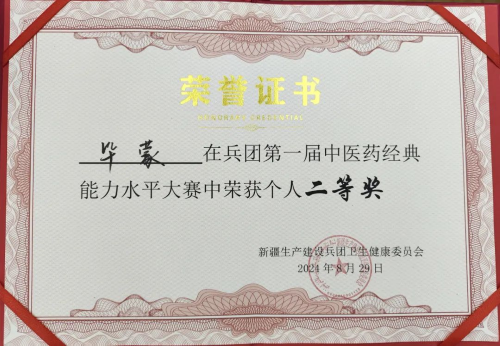 荣誉证书
HONORARY CREDENTIAL
毕蒙 在兵团第一届中医药经典
能力水平大赛中荣获个人二等奖
新疆生产建设兵团卫生健康委员会
2024年8月29日